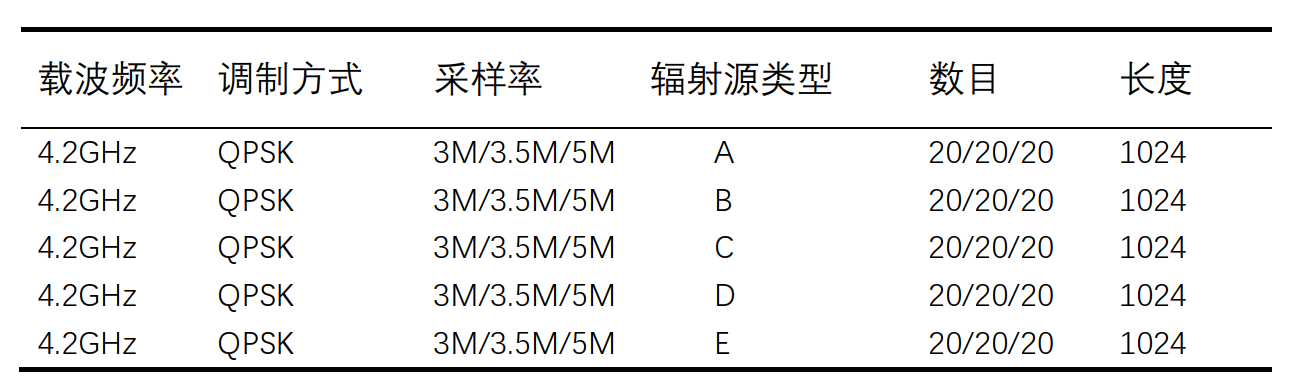 载波频率 调制方式 采样率 辐射源类型 数目 长度
4.2GHz QPSK 3M/3.5M/5M A 20/20/20 1024
4.2GHz QPSK 3M/3.5M/5M B 20/20/20 1024
4.2GHz QPSK 3M/3.5M/5M C 20/20/20 1024
4.2GHz QPSK 3M/3.5M/5M D 20/20/20 1024
4.2GHz QPSK 3M/3.5M/5M E 20/20/20 1024